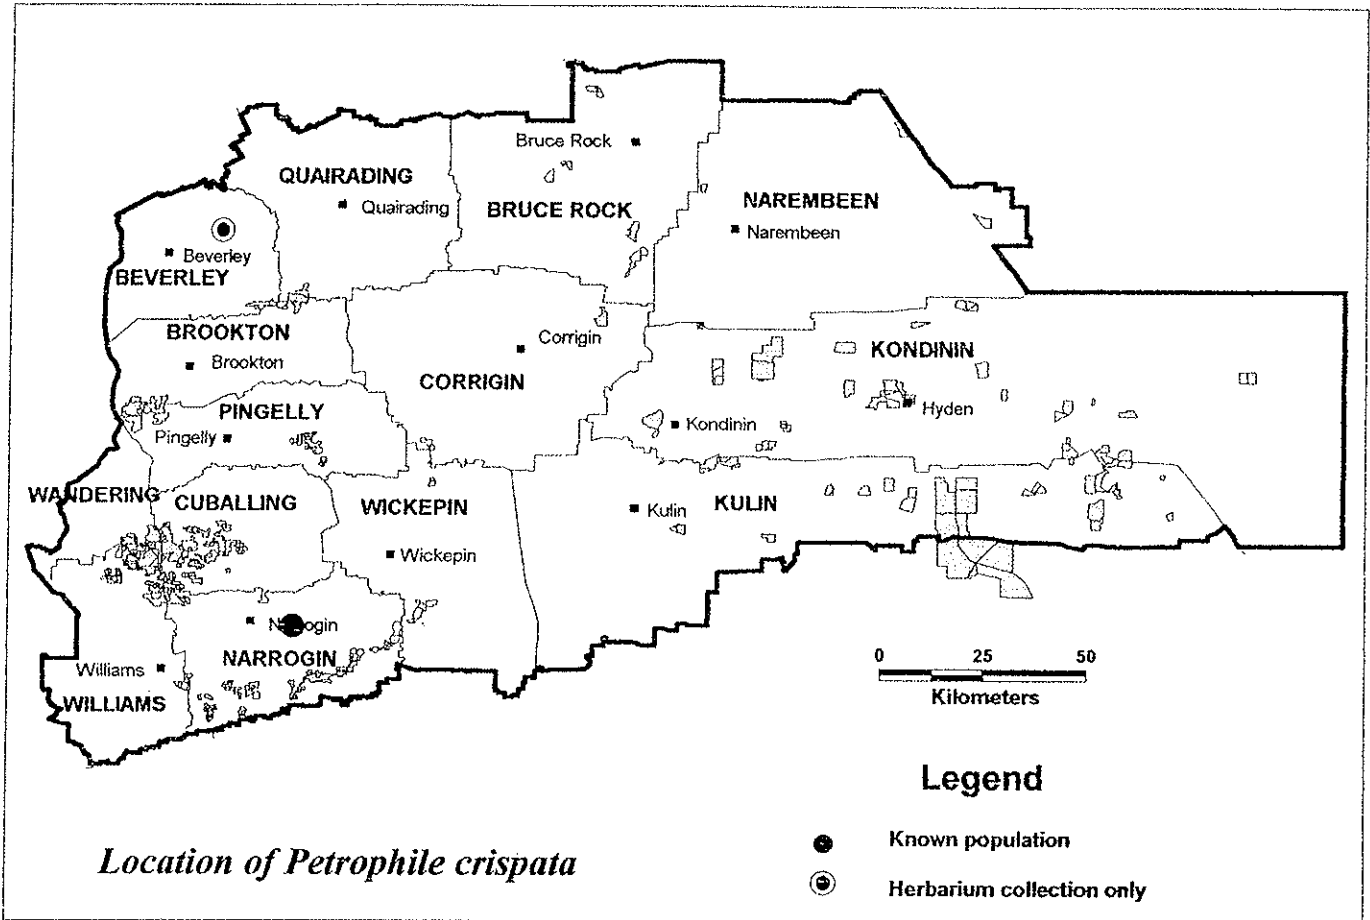 Bruce Rock
QUAIRADING
Quairading
BRUCE ROCK
NAREMBEEN
Narembeen
Beverley
BEVERLEY
BROOKTON
Brookton
Corrigin
CORRIGIN
KONDININ
Hyden
PINGELLY
Pingelly
Kondinin
WANDERING
CUBALLING
WICKEPIN
Kulin
KULIN
Wickepin
NARROGIN
Williams
WILLIAMS
0 25 50
Kilometers
Legend
Known population
Herbarium collection only
Location of Petrophile crispata